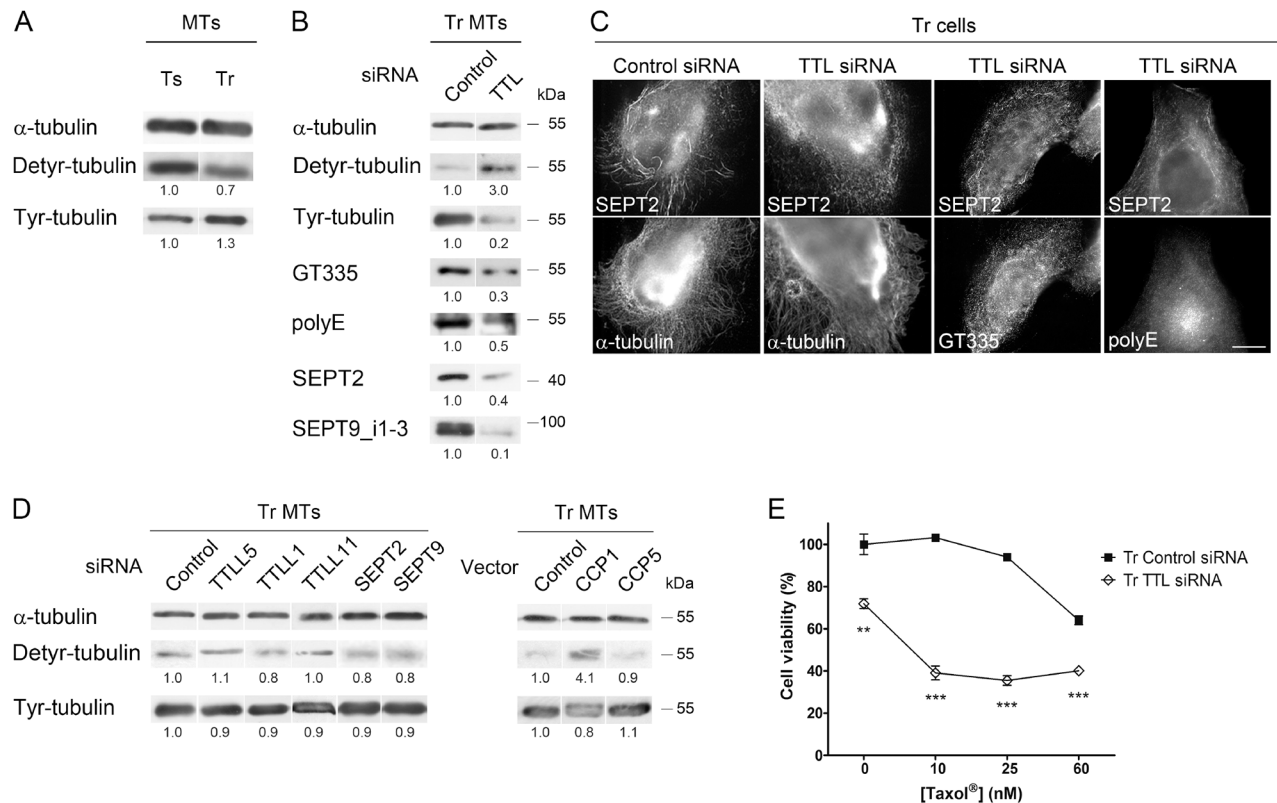 A
MTs
Ts Tr
α-tubulin
Detyr-tubulin
1.0 0.7
Tyr-tubulin
1.0 1.3
B
Tr MTs
siRNA Control TTL
kDa
α-tubulin 55
Detyr-tubulin 55
1.0 3.0
Tyr-tubulin 55
1.0 0.2
GT335 55
1.0 0.3
polyE 55
1.0 0.5
SEPT2 40
1.0 0.4
SEPT9_i1-3 100
1.0 0.1
C
Tr cells
Control siRNA TTL siRNA TTL siRNA TTL siRNA
SEPT2 SEPT2 SEPT2 SEPT2
α-tubulin α-tubulin GT335 polyE
D
Tr MTs
siRNA Control TTLL5 TTLL1 TTLL11 SEPT2 SEPT9
α-tubulin
Detyr-tubulin
1.0 1.1 0.8 1.0 0.8 0.8
Tyr-tubulin
1.0 0.9 0.9 0.9 0.9 0.9
Tr MTs
Vector Control CCP1 CCP5
kDa
55
55
1.0 4.1 0.9
55
1.0 0.8 1.1
E
Cell viability (%)
100
80
60
40
20
0
** *** *** ***
0 10 25 60
[Taxol®] (nM)
Tr Control siRNA
Tr TTL siRNA